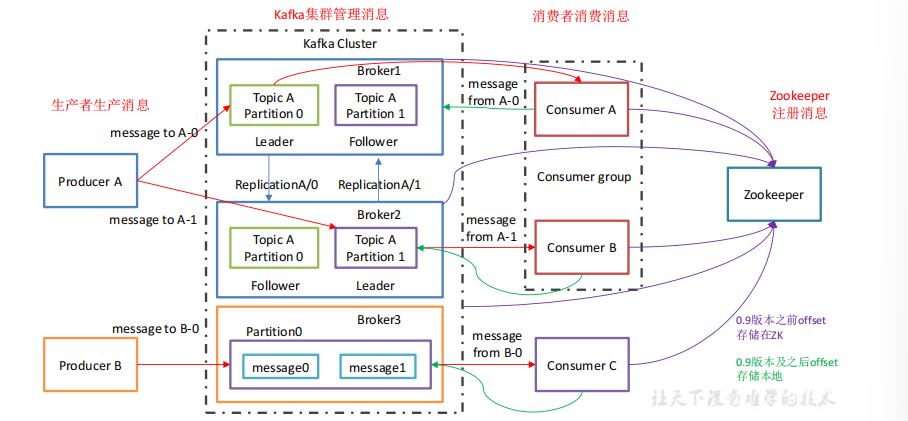 Kafka集群管理消息
消费者消费消息
Kafka Cluster
Broker1
Topic A
Partition 0
Topic A
Partition 1
Leader
Follower
message
from A-0
Consumer A
Zookeeper
注册消息
生产者生产消息
message to A-0
Producer A
message to A-1
ReplicationA/0
ReplicationA/1
Consumer group
Zookeeper
Broker2
Topic A
Partition 0
Topic A
Partition 1
Follower
Leader
message
from A-1
Consumer B
Broker3
Partition0
message0
message1
message to B-0
Producer B
message
from B-0
Consumer C
0.9版本之前offset
存储在ZK
0.9版本及之后offset
存储本地
让天下没有难学的技太